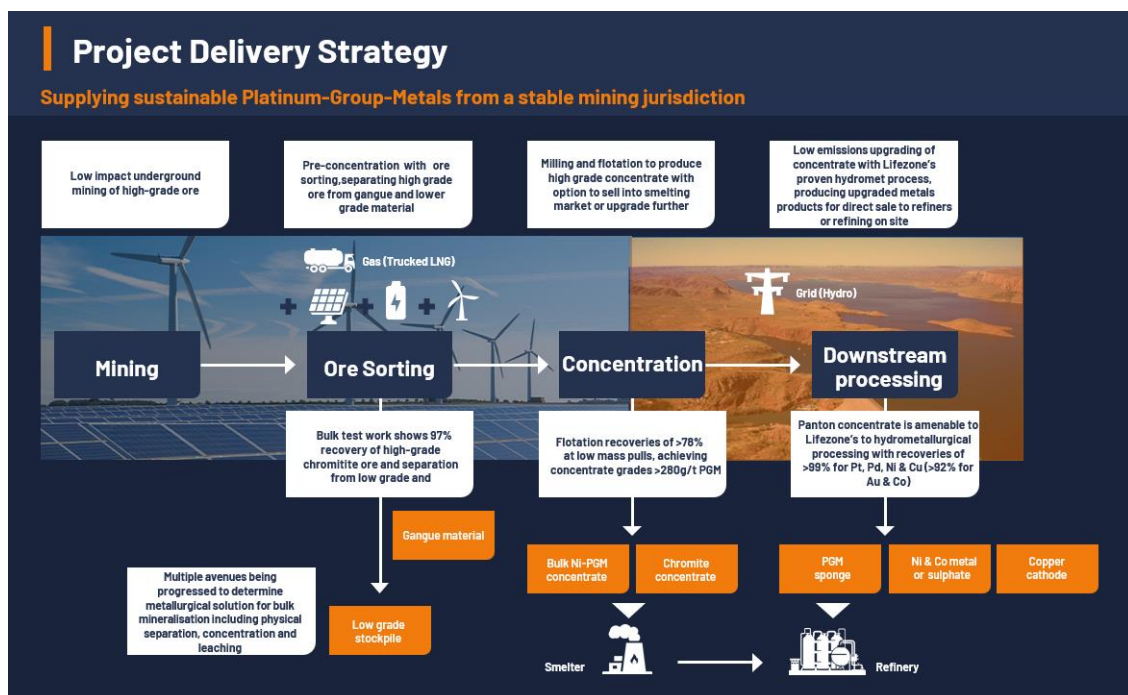 Project Delivery Strategy
Supplying sustainable Platinum-Group-Metals from a stable mining jurisdiction
Low impact underground
mining of high-grade ore
Pre-concentration with ore
sorting,separating high grade
ore from gangue and lower
grade material
Milling and flotation to produce
high grade concentrate with
option to sell into smelting
market or upgrade further
Low emissions upgrading of
concentrate with Lifezone's
proven hydromet process,
producing upgraded metals
products for direct sale to refiners
or refining on site
Gas (Trucked LNG)
Grid (Hydro)
Mining
Ore Sorting
Concentration
Downstream
processing
Bulk test work shows 97%
recovery of high-grade
chromitite ore and separation
from low grade and
Flotation recoveries of >78%
at low mass pulls, achieving
concentrate grades >280g/t PGM
Panton concentrate is amenable to
Lifezone's to hydrometallurgical
processing with recoveries of
>99% for Pt, Pd, Ni & Cu (>92% for
Au & Co)
Gangue material
Multiple avenues being
progressed to determine
metallurgical solution for bulk
mineralisation including physical
separation, concentration and
leaching
Low grade
stockpile
Bulk Ni-PGM
concentrate
Chromite
concentrate
PGM
sponge
Ni & Co metal
or sulphate
Copper
cathode
Smelter
Refinery